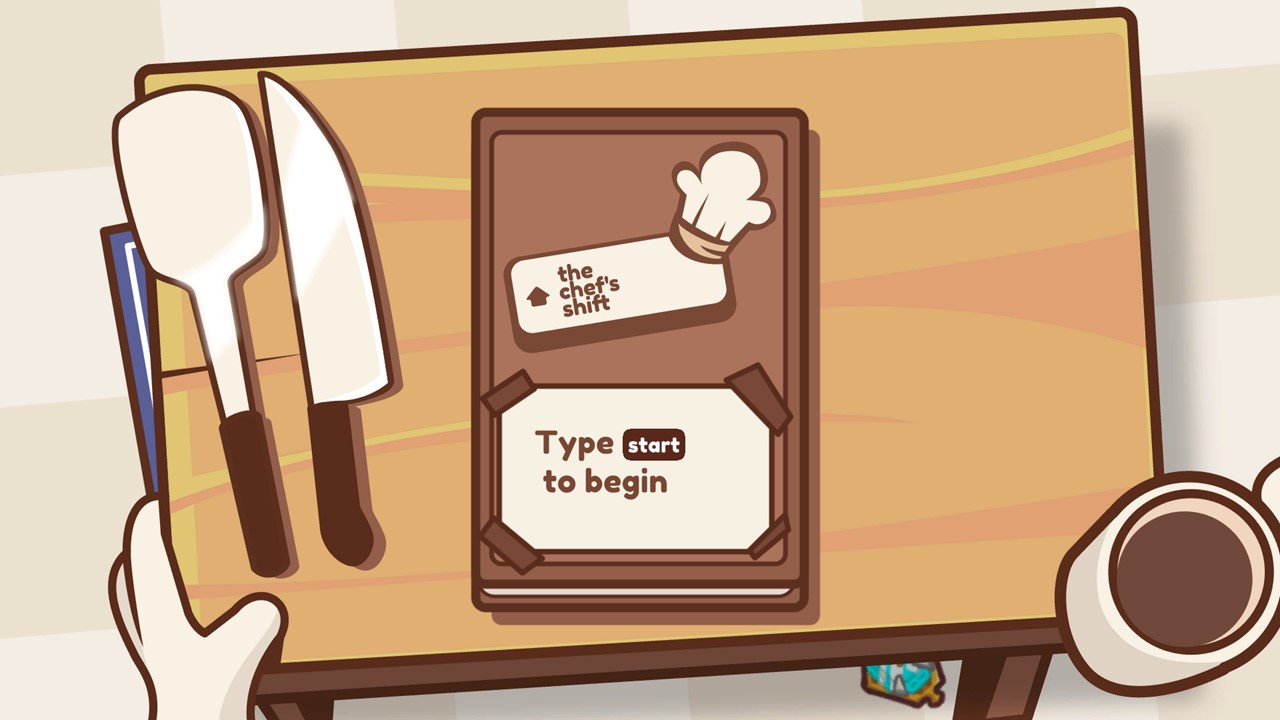 the
chef's
shift
Type start
to begin